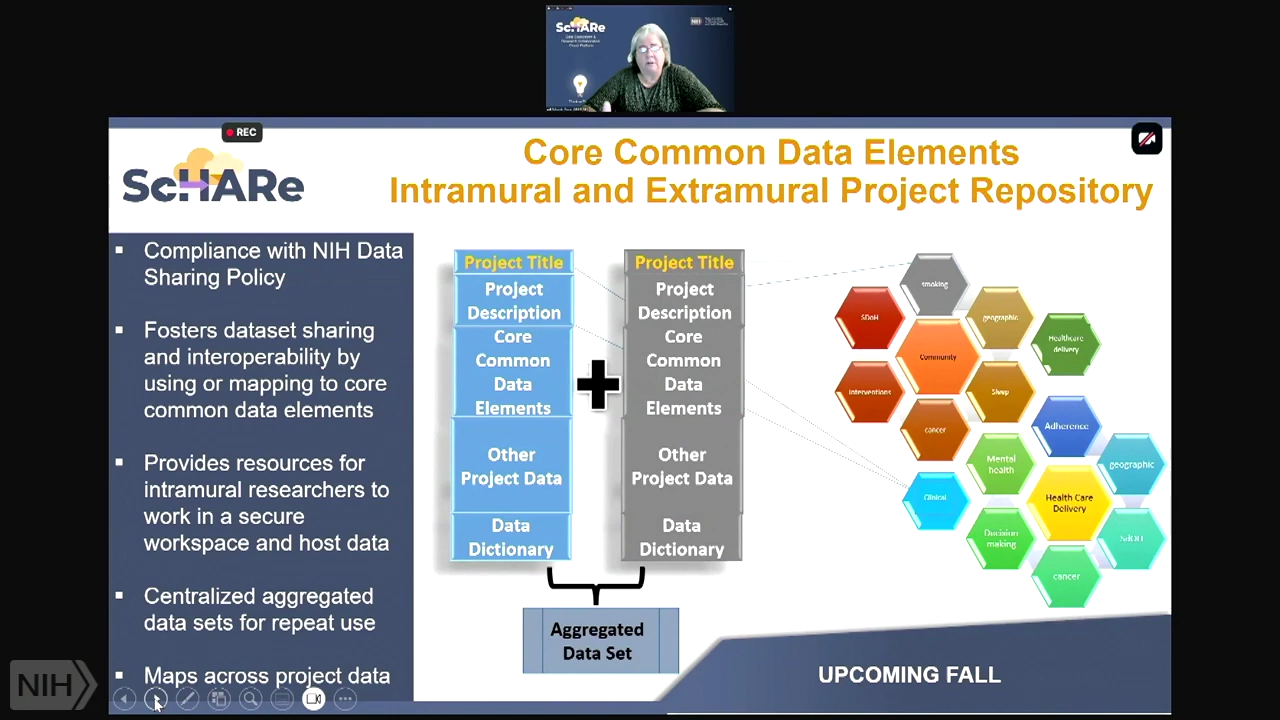 ScHARe
NIH
REC
ScHARe
Core Common Data Elements
Intramural and Extramural Project Repository
▪ Compliance with NIH Data
Sharing Policy
▪ Fosters dataset sharing
and interoperability by
using or mapping to core
common data elements
▪ Provides resources for
intramural researchers to
work in a secure
workspace and host data
▪ Centralized aggregated
data sets for repeat use
▪ Maps across project data
Project Title
Project
Description
Core
Common
Data
Elements
Other
Project Data
Data
Dictionary
Project Title
Project
Description
Core
Common
Data
Elements
Other
Project Data
Data
Dictionary
Aggregated
Data Set
smoking
SDoH
geographic
Healthcare
delivery
Community
Interventions
Sleep
cancer
Adherence
Mental
health
geographic
Clinical
Health Care
Delivery
Decision
making
SdOH
cancer
UPCOMING FALL
NIH